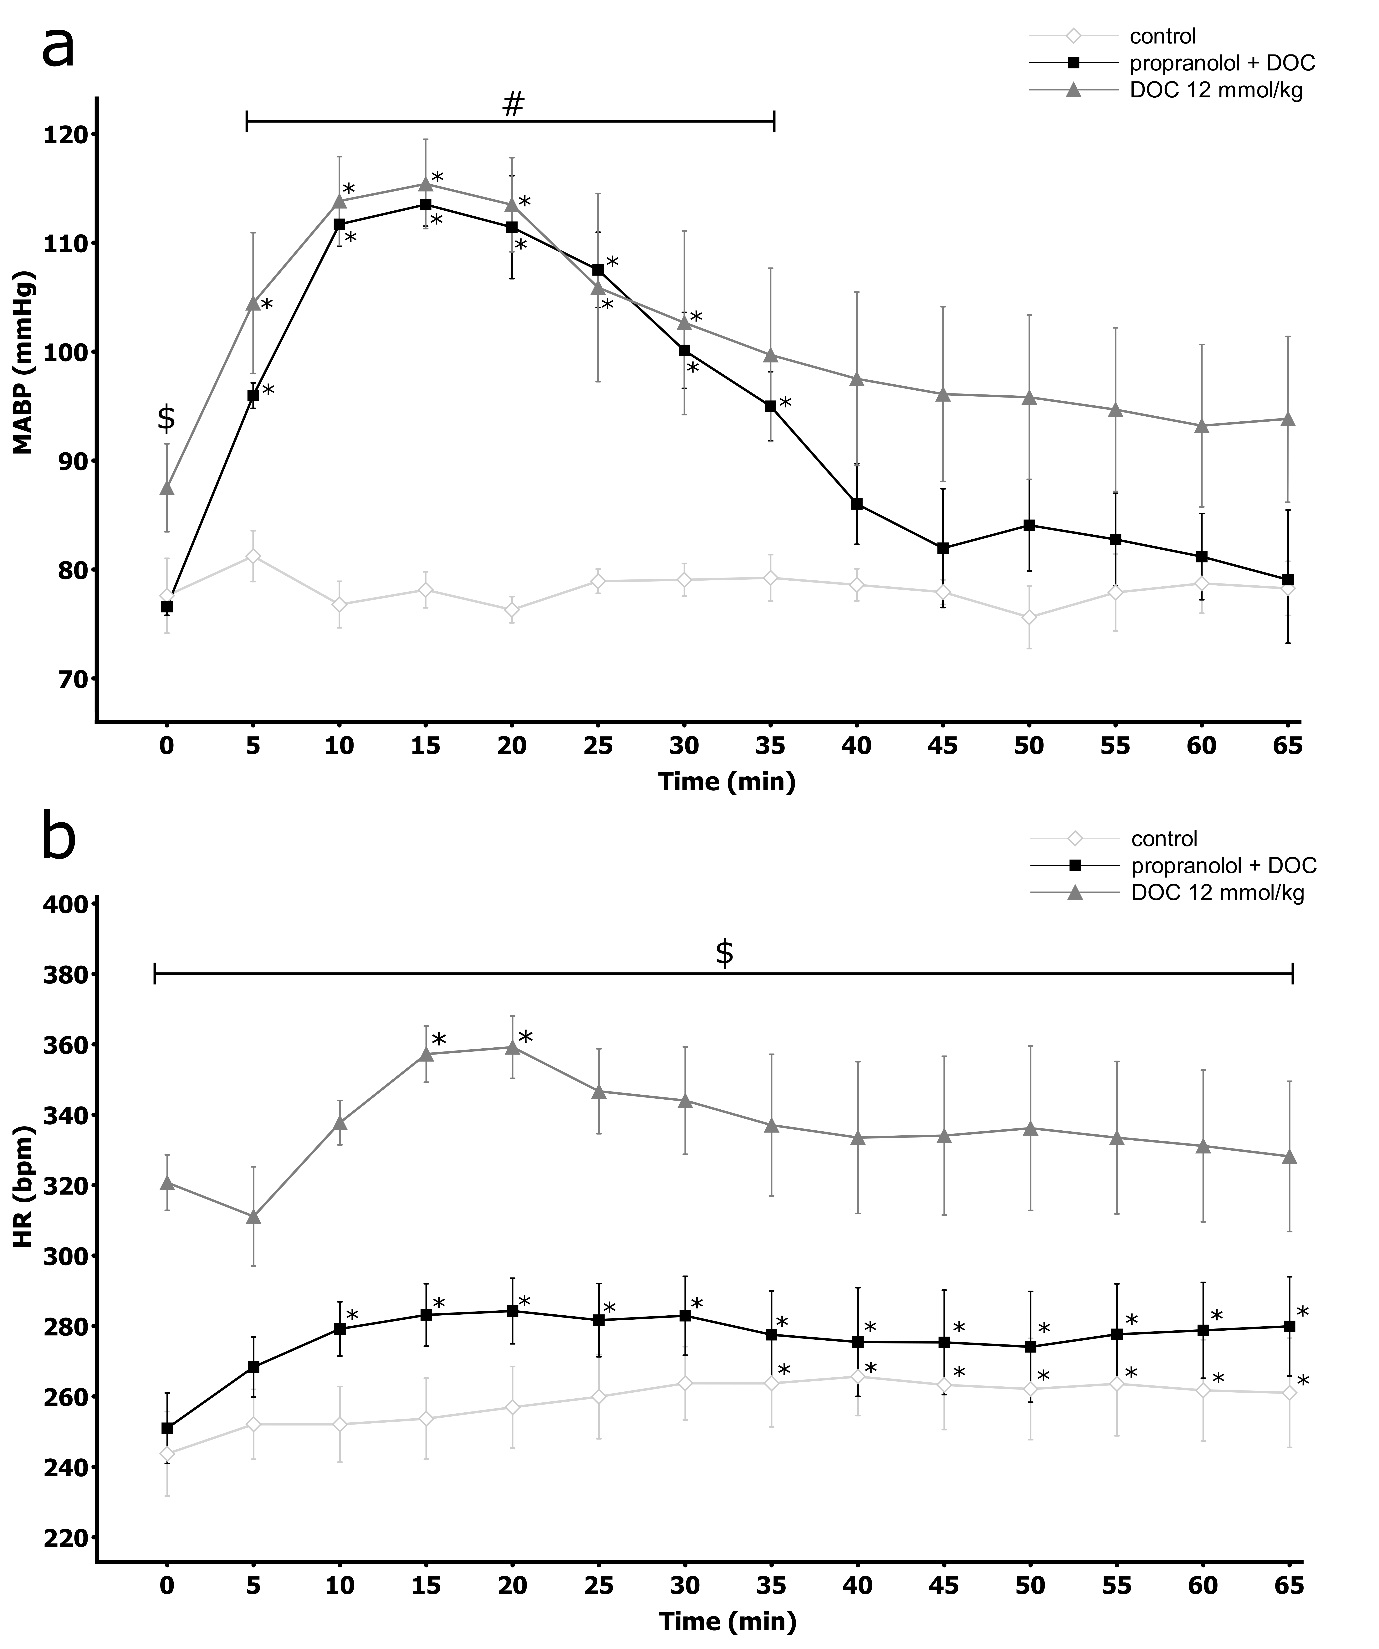 a
control
propranolol + DOC
DOC 12 mmol/kg
#
120
110
100
90
80
70
MABP (mmHg)
$
* * * *
* * * *
* * * *
*
0 5 10 15 20 25 30 35 40 45 50 55 60 65
Time (min)
b
control
propranolol + DOC
DOC 12 mmol/kg
$
400
380
360
340
320
300
280
260
240
220
HR (bpm)
* *
* * * * * * * * * * * *
* * * * * * *
0 5 10 15 20 25 30 35 40 45 50 55 60 65
Time (min)